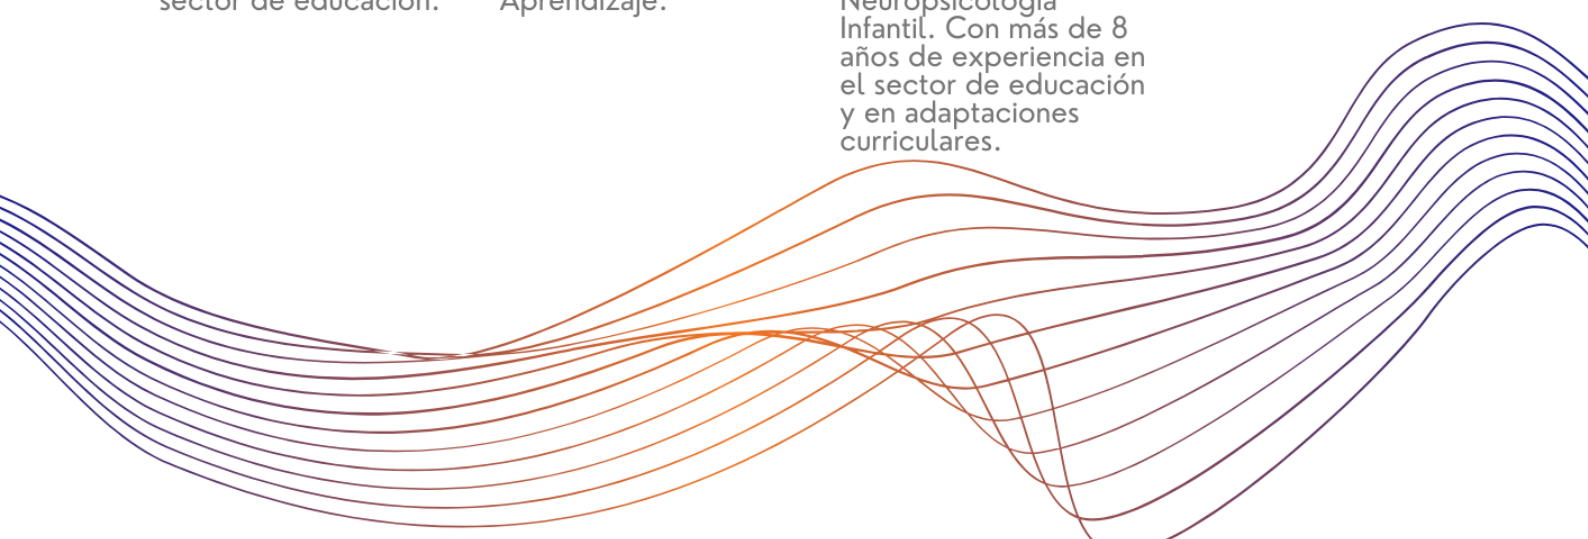 sector de educación.
Aprendizaje.
Neuropsicología
Infantil. Con más de 8
años de experiencia en
el sector de educación
y en adaptaciones
curriculares.